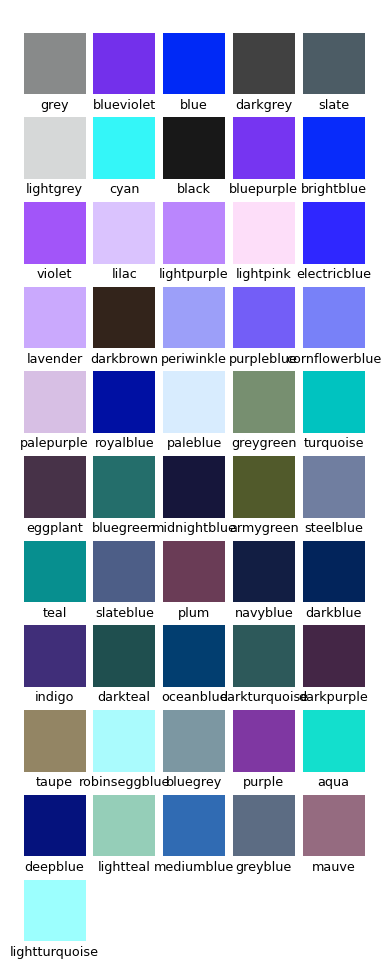 grey blueviolet blue darkgrey slate
lightgrey cyan black bluepurple brightblue
violet lilac lightpurple lightpink electricblue
lavender darkbrown periwinkle purpleblue cornflowerblue
palepurple royalblue paleblue greygreen turquoise
eggplant bluegreen midnightblue armygreen steelblue
teal slateblue plum navyblue darkblue
indigo darkteal oceanblue darkturquoise darkpurple
taupe robinseggblue bluegrey purple aqua
deepblue lightteal mediumblue greyblue mauve
lightturquoise